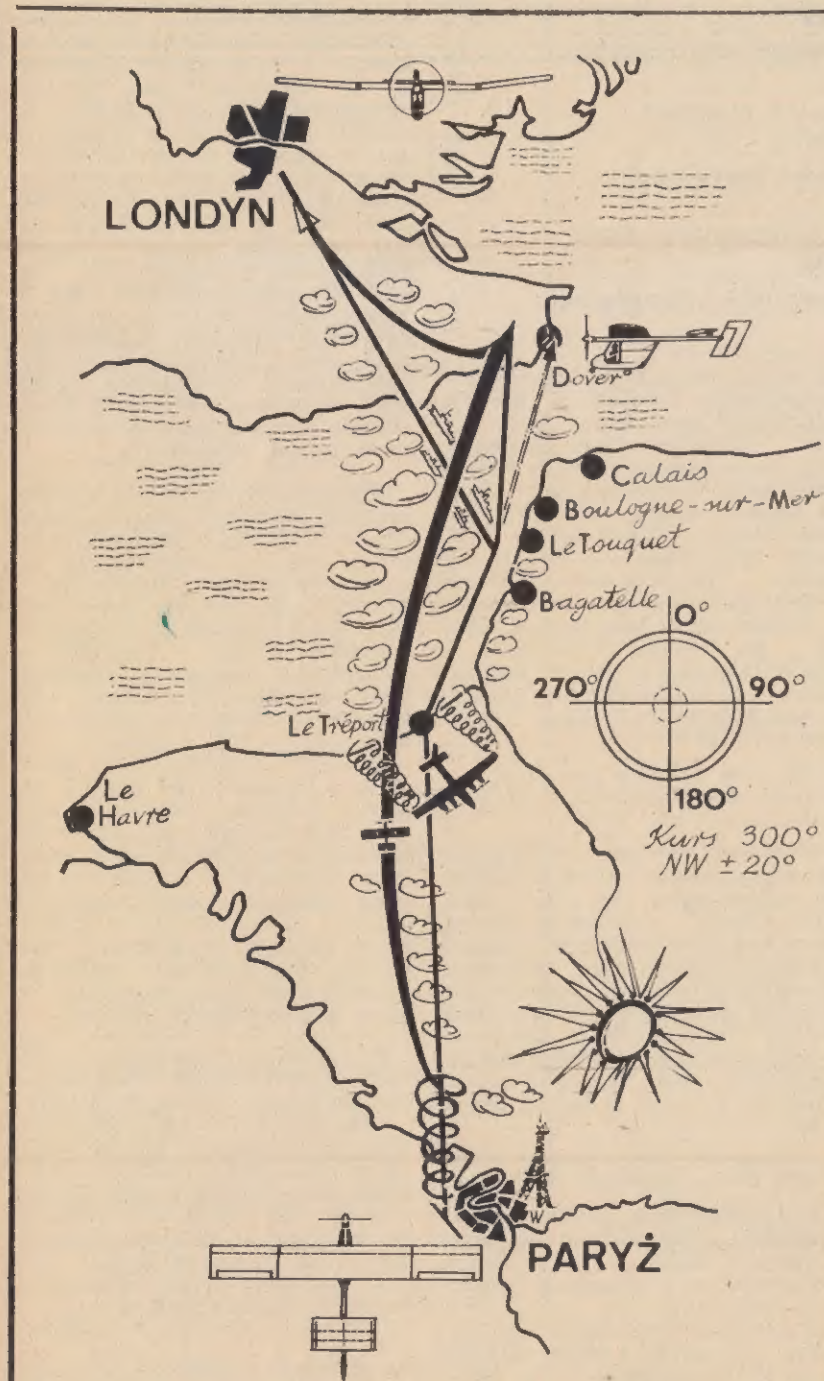 LONDYN
Dover
Calais
Boulogne-sur-Mer
Le Touquet
Bagatelle
0°
270°
90°
180°
Le Tréport
Le
Havre
Kurs 300°
NW ± 20°
W
PARYŻ